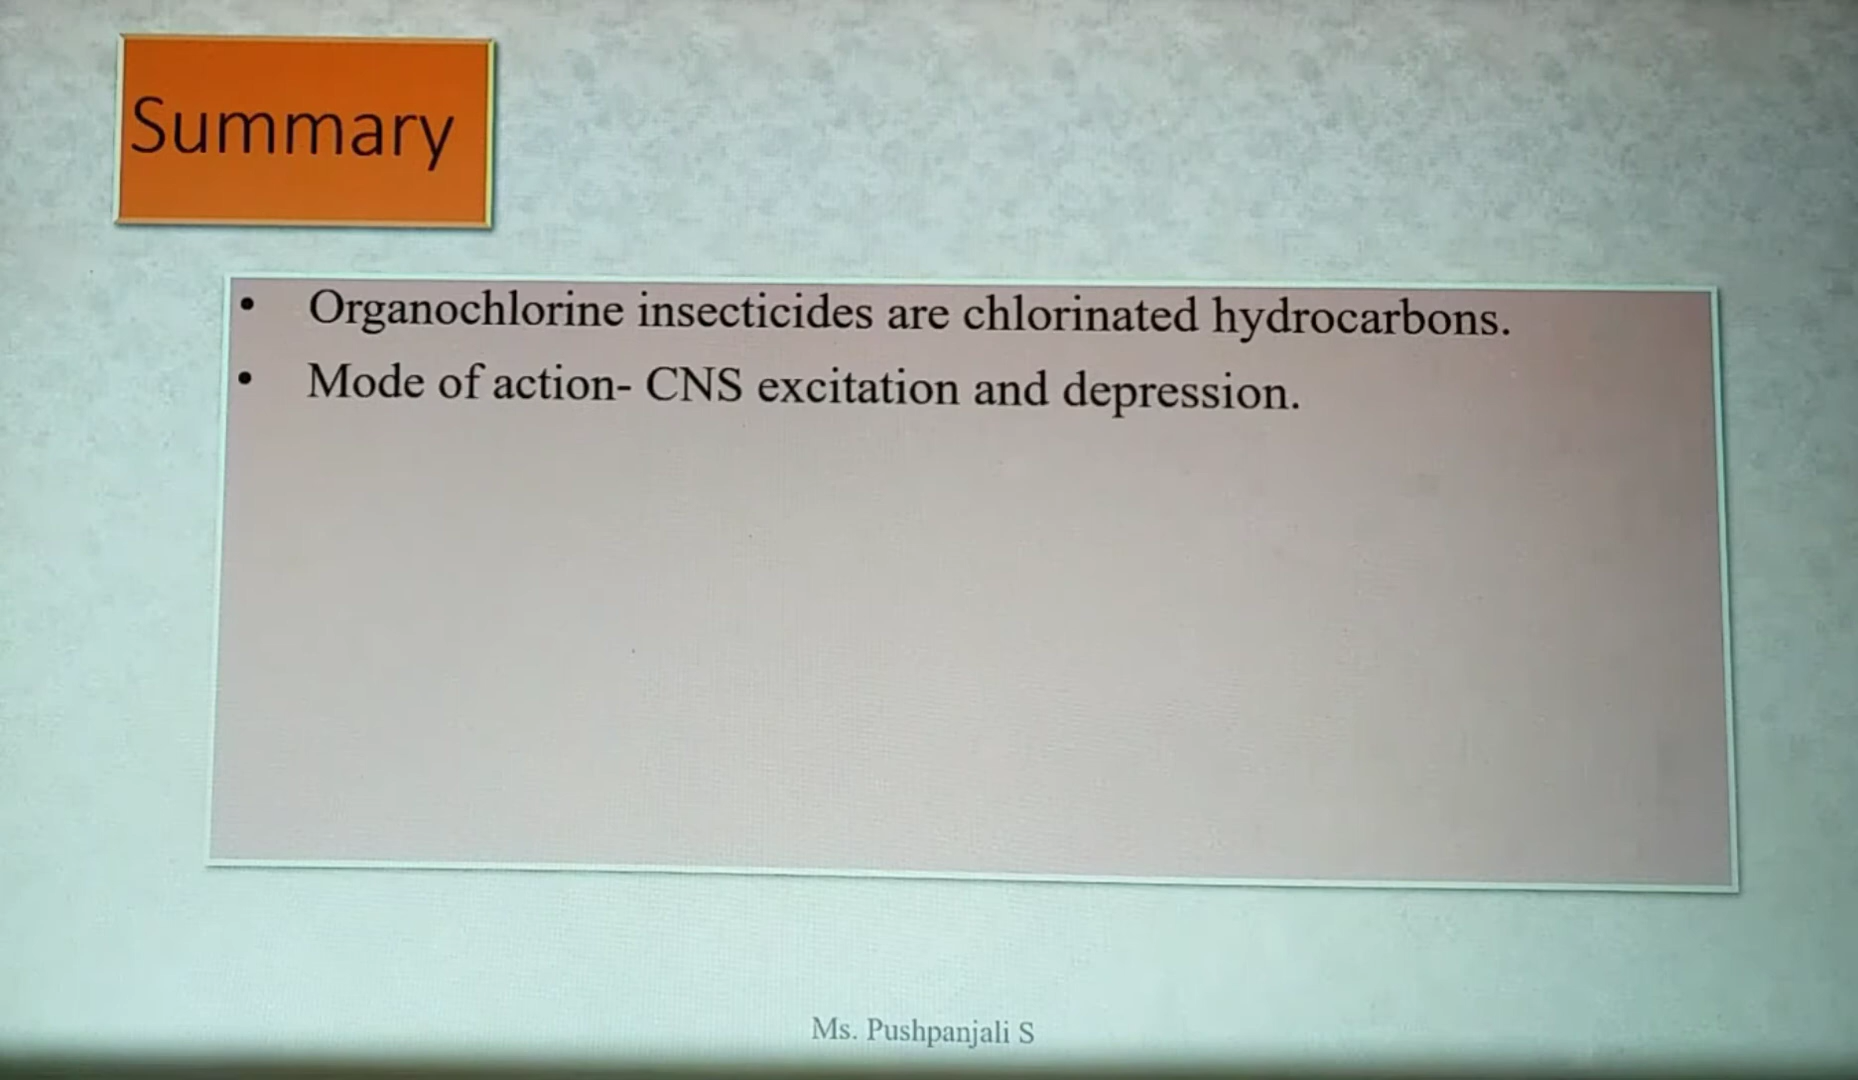 Summary
• Organochlorine insecticides are chlorinated hydrocarbons.
• Mode of action- CNS excitation and depression.
Ms. Pushpanjali S